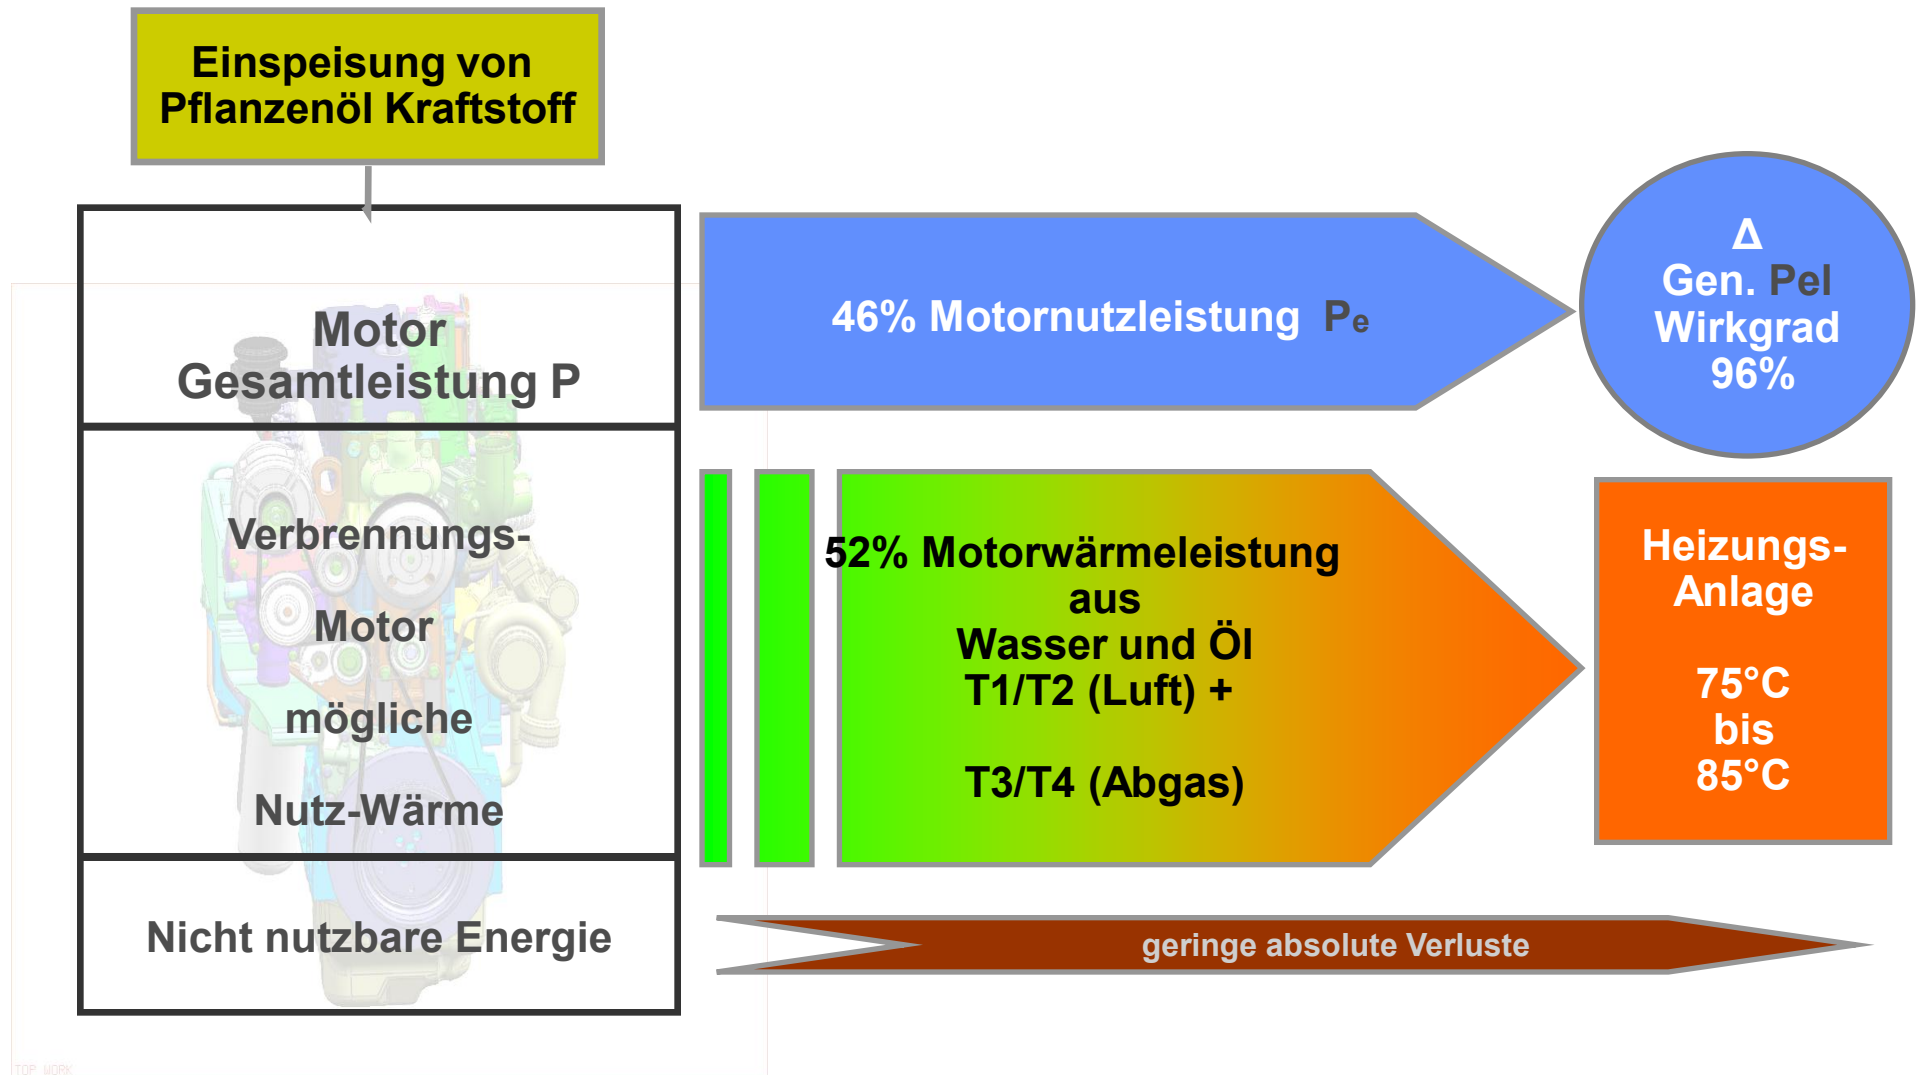 Einspeisung von
Pflanzenöl Kraftstoff
Motor
Gesamtleistung P
46% Motornutzleistung Pe
Δ
Gen. Pel
Wirkgrad
96%
Verbrennungs-
Motor
mögliche
Nutz-Wärme
52% Motorwärmeleistung
aus
Wasser und Öl
T1/T2 (Luft) +
T3/T4 (Abgas)
Heizungs-
Anlage
75°C
bis
85°C
Nicht nutzbare Energie
geringe absolute Verluste
TOP WORK